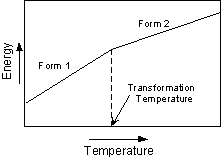 Form 2
Form 1
Energy
Transformation
Temperature
Temperature